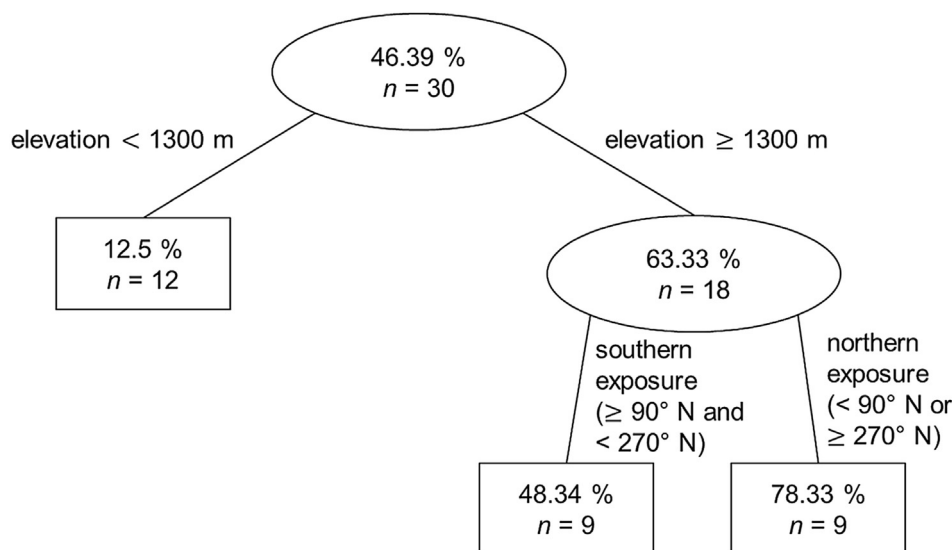 46.39 %
n = 30
elevation < 1300 m
elevation ≥ 1300 m
12.5 %
n = 12
63.33 %
n = 18
southern
exposure
(≥ 90° N and
< 270° N)
northern
exposure
(< 90° N or
≥ 270° N)
48.34 %
n = 9
78.33 %
n = 9